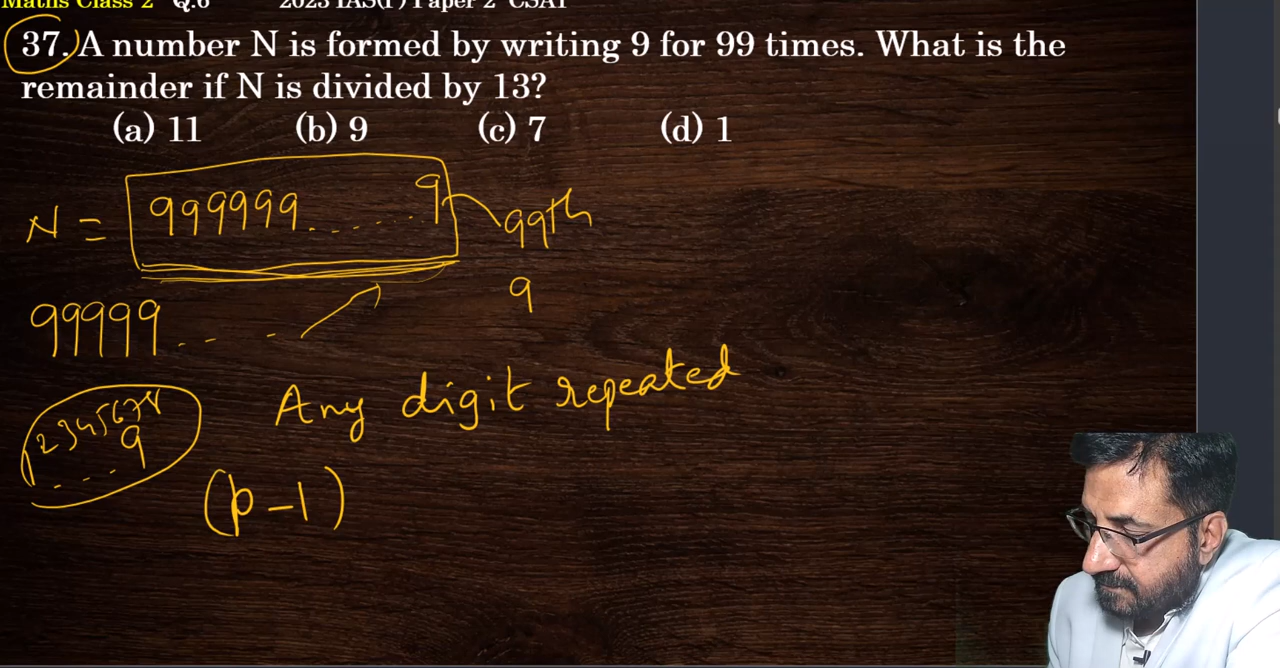 Maths Class 2 Q.6 2023 IAS(P) Paper 2 CSAT
37. A number N is formed by writing 9 for 99 times. What is the
remainder if N is divided by 13?
(a) 11 (b) 9 (c) 7 (d) 1
N = 999999......9 99th
9
99999...
Any digit repeated
12345678
....9
(p-1)